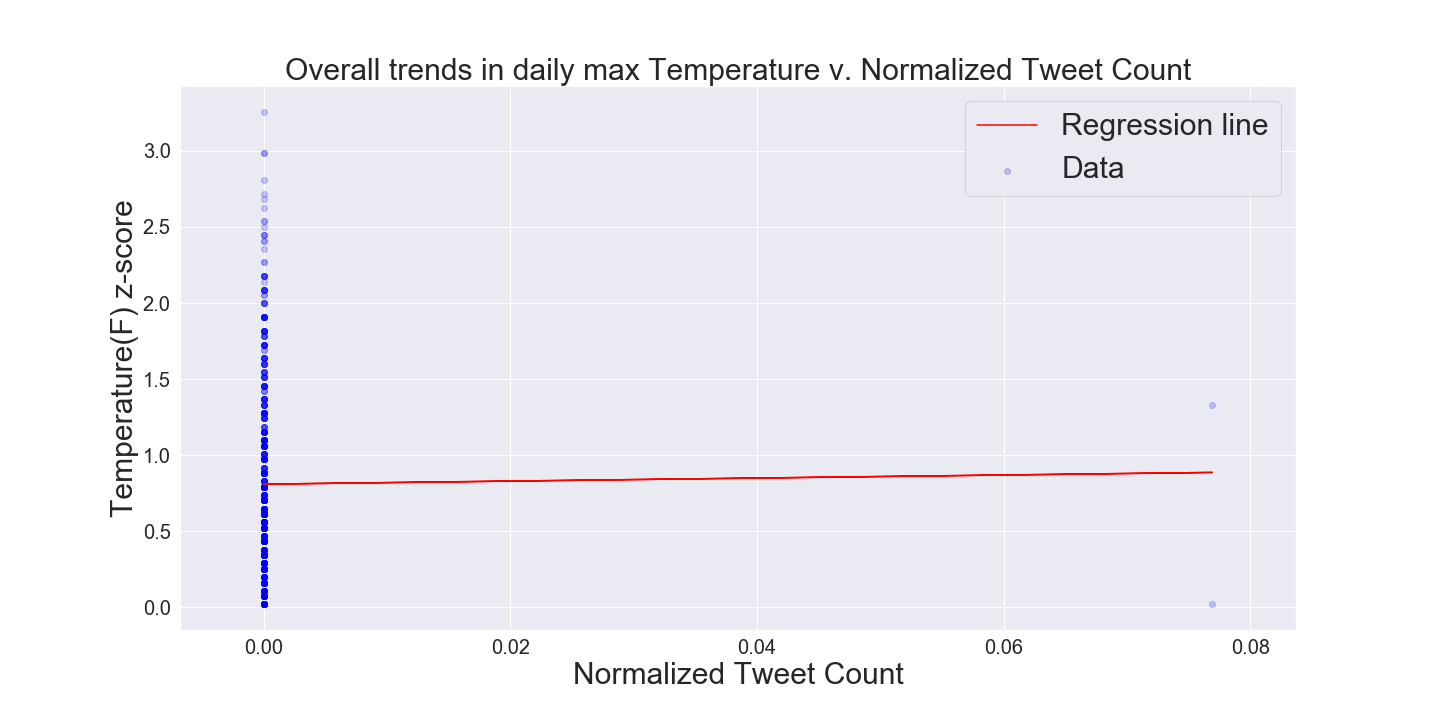 Overall trends in daily max Temperature v. Normalized Tweet Count
Regression line
Data
Temperature(F) z-score
3.0
2.5
2.0
1.5
1.0
0.5
0.0
0.00 0.02 0.04 0.06 0.08
Normalized Tweet Count